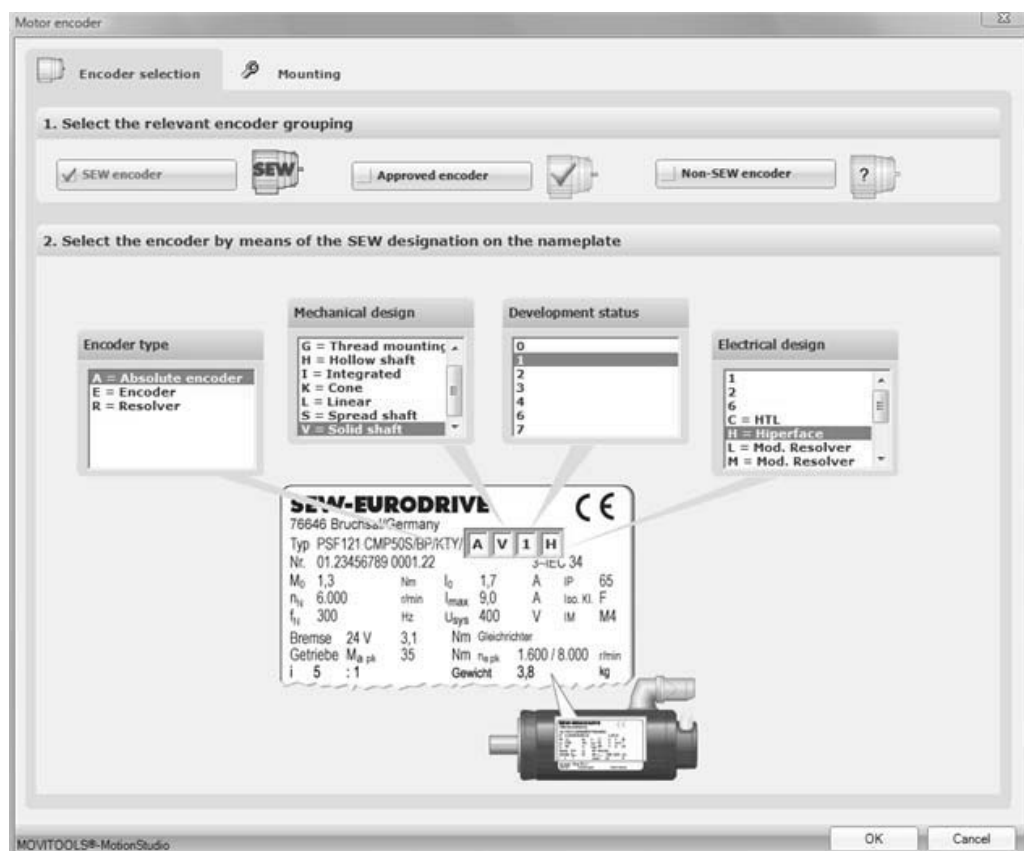 Motor encoder
Encoder selection
Mounting
1. Select the relevant encoder grouping
SEW encoder
SEW
Approved encoder
Non-SEW encoder
?
2. Select the encoder by means of the SEW designation on the nameplate
Encoder type
A = Absolute encoder
E = Encoder
R = Resolver
Mechanical design
G = Thread mounting
H = Hollow shaft
I = Integrated
K = Cone
L = Linear
S = Spread shaft
V = Solid shaft
Development status
0
1
2
3
4
6
7
Electrical design
1
2
6
C = HTL
H = Hiperface
L = Mod. Resolver
M = Mod. Resolver
SEW-EURODRIVE CE
76646 Bruchsal/Germany
Typ PSF121 CMP50S/BP/KTY/ A V 1 H
Nr. 01.23456789 0001.22 3~IEC 34
M0 1,3 Nm I0 1,7 A IP 65
nN 6.000 r/min Imax 9,0 A Iso. Kl. F
fN 300 Hz Usys 400 V IM M4
Bremse 24 V 3,1 Nm Gleichrichter
Getriebe Ma pk 35 Nm ne pk 1.600 / 8.000 r/min
i 5 :1 Gewicht 3,8 kg
SEW-EURODRIVE
MOVITOOLS®-MotionStudio
OK
Cancel